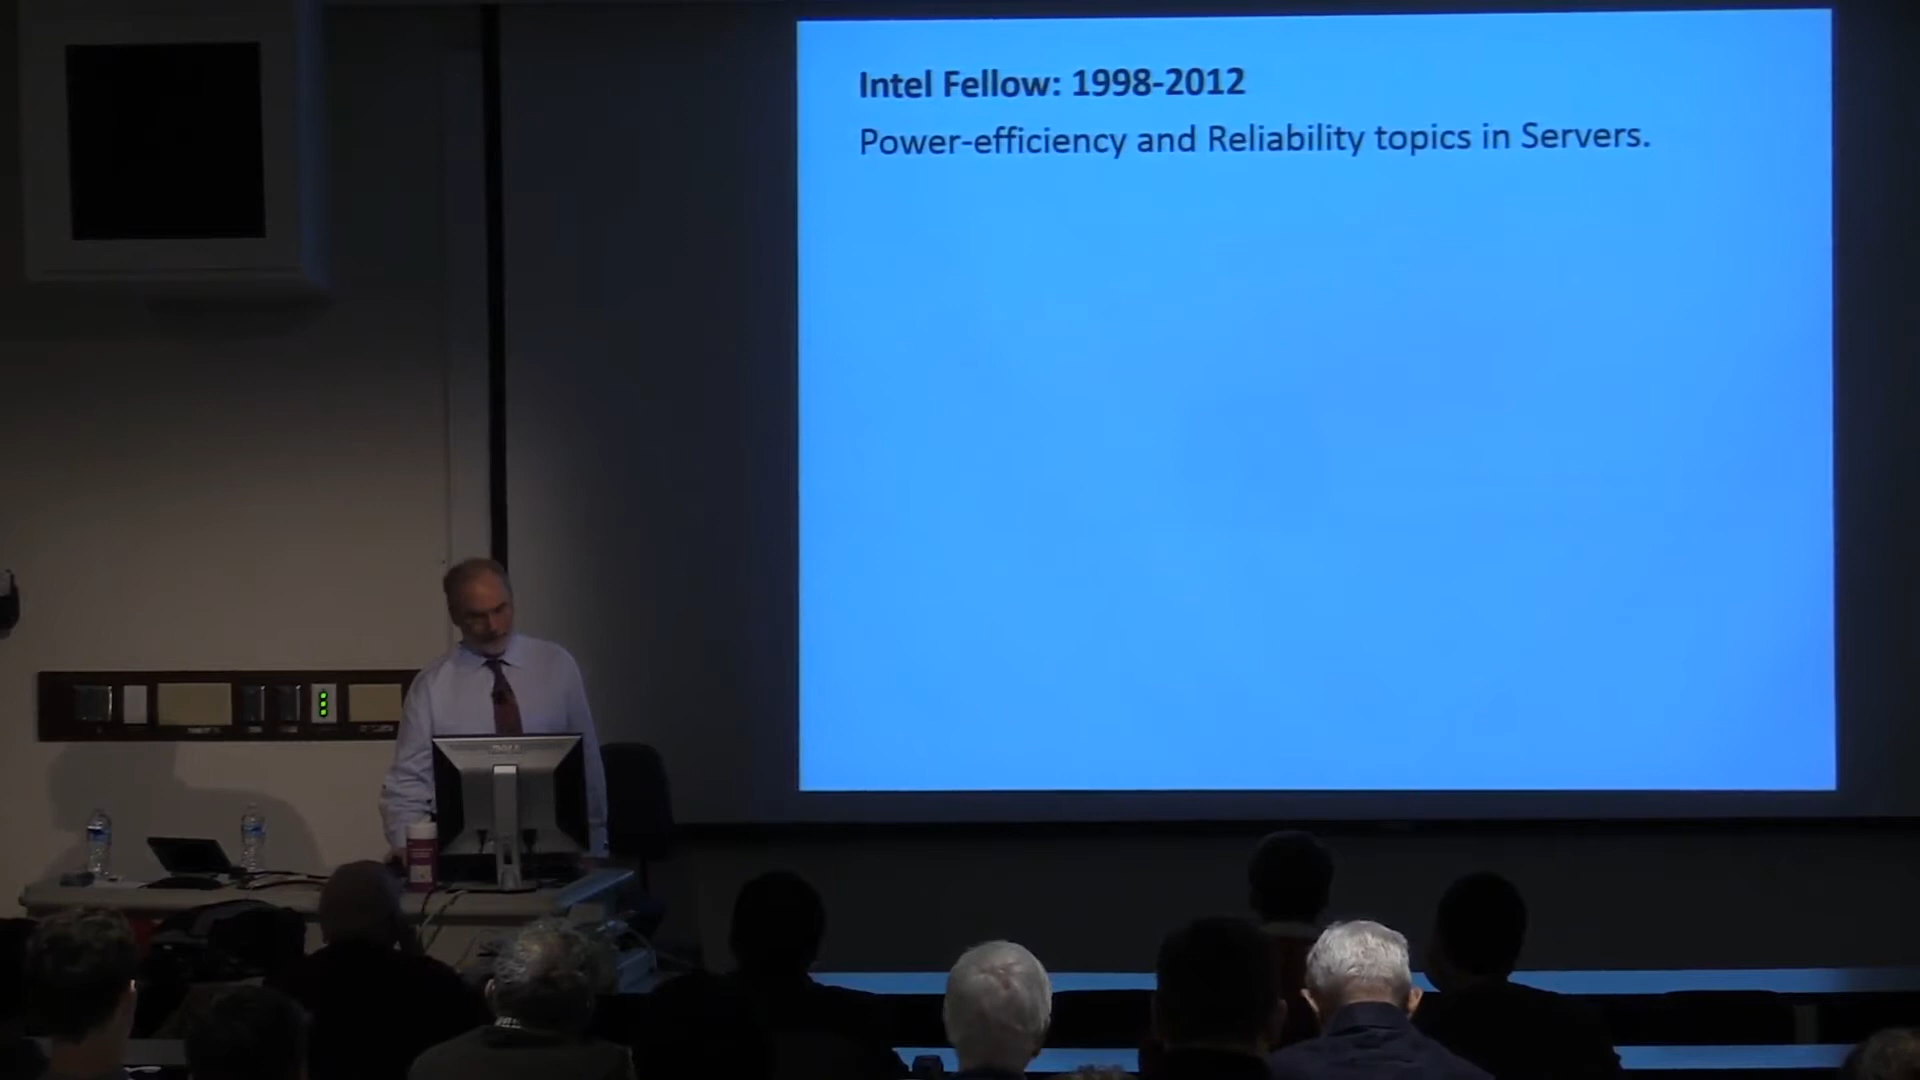 Intel Fellow: 1998-2012
Power-efficiency and Reliability topics in Servers.